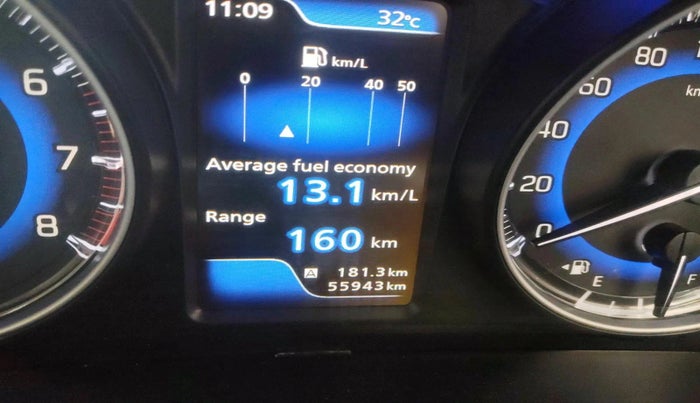 11:09 32°C
km/L
0 20 40 50
Average fuel economy
13.1 km/L
Range
160 km
A 181.3 km
55943 km
6
7
8
80
60
40
20
0
km
E F